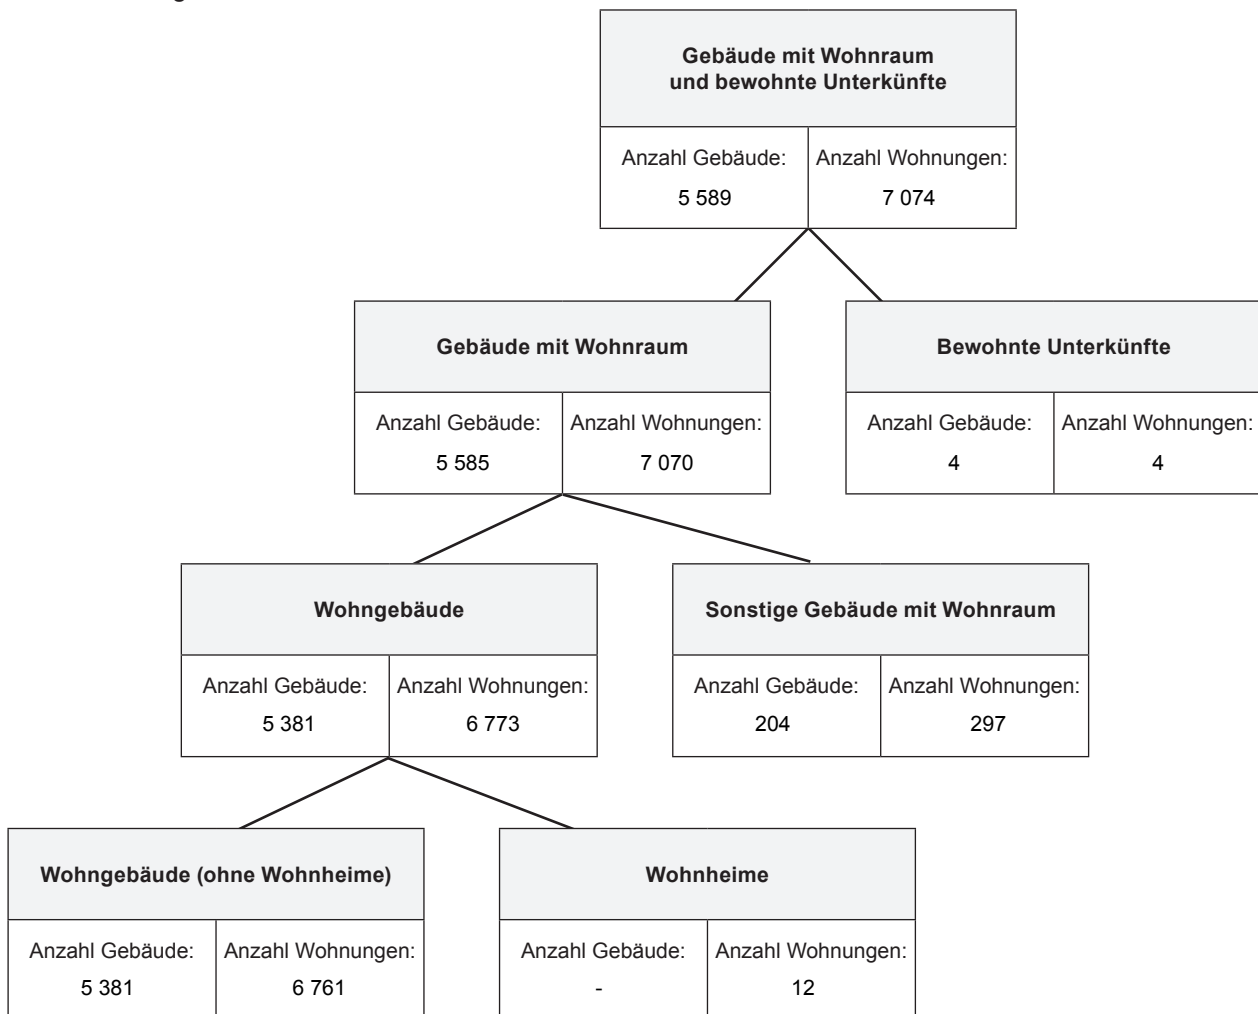 Gebäude mit Wohnraum
und bewohnte Unterkünfte
Anzahl Gebäude: Anzahl Wohnungen:
5 589 7 074
Gebäude mit Wohnraum
Anzahl Gebäude: Anzahl Wohnungen:
5 585 7 070
Bewohnte Unterkünfte
Anzahl Gebäude: Anzahl Wohnungen:
4 4
Wohngebäude
Anzahl Gebäude: Anzahl Wohnungen:
5 381 6 773
Sonstige Gebäude mit Wohnraum
Anzahl Gebäude: Anzahl Wohnungen:
204 297
Wohngebäude (ohne Wohnheime)
Anzahl Gebäude: Anzahl Wohnungen:
5 381 6 761
Wohnheime
Anzahl Gebäude: Anzahl Wohnungen:
- 12